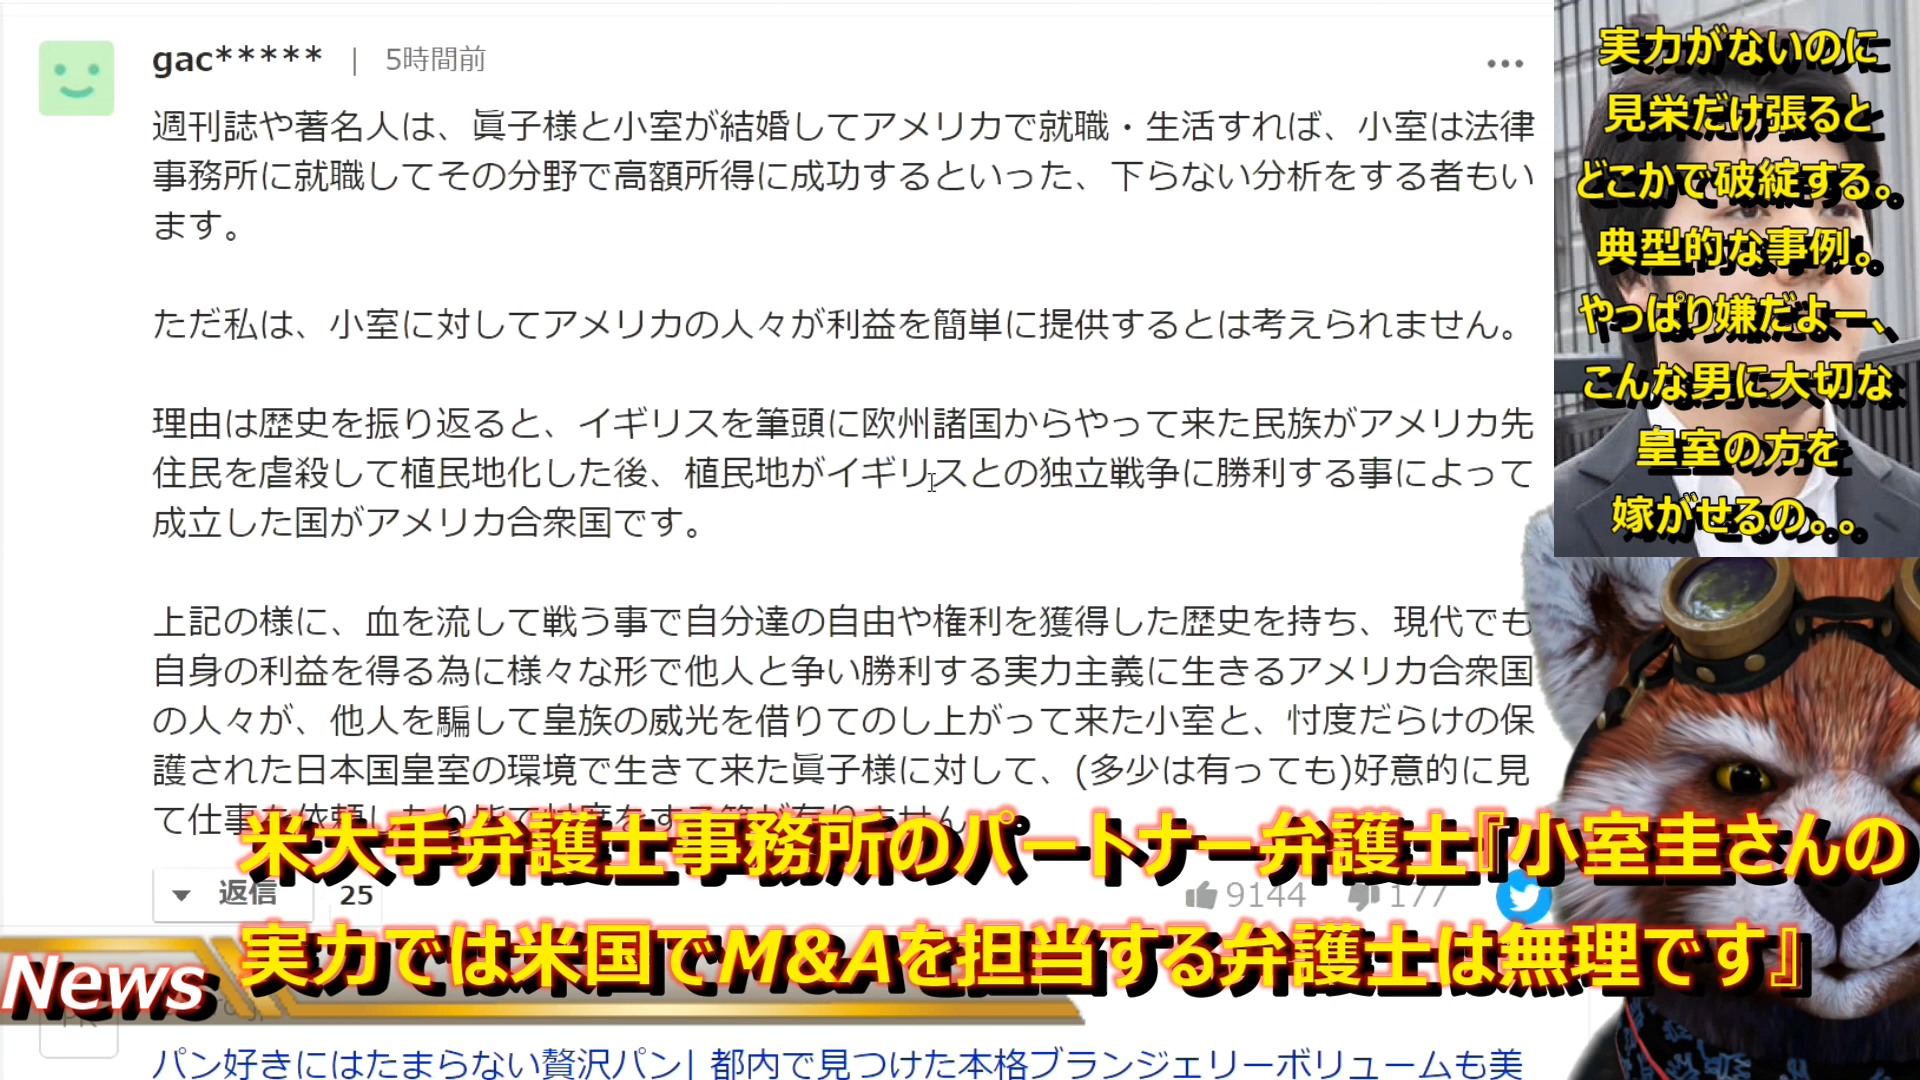 gac***** | 5時間前
週刊誌や著名人は、眞子様と小室が結婚してアメリカで就職・生活すれば、小室は法律
事務所に就職してその分野で高額所得に成功するといった、下らない分析をする者もい
ます。
ただ私は、小室に対してアメリカの人々が利益を簡単に提供するとは考えられません。
理由は歴史を振り返ると、イギリスを筆頭に欧州諸国からやって来た民族がアメリカ先
住民を虐殺して植民地化した後、植民地がイギリスとの独立戦争に勝利する事によって
成立した国がアメリカ合衆国です。
上記の様に、血を流して戦う事で自分達の自由や権利を獲得した歴史を持ち、現代でも
自身の利益を得る為に様々な形で他人と争い勝利する実力主義に生きるアメリカ合衆国
の人々が、他人を騙して皇族の威光を借りてのし上がって来た小室と、忖度だらけの保
護された日本国皇室の環境で生きて来た眞子様に対して、(多少は有っても)好意的に見
て仕事
返信 25
9144 177
実力がないのに
見栄だけ張ると
どこかで破綻する。
典型的な事例。
やっぱり嫌だよー、
こんな男に大切な
皇室の方を
嫁がせるの。。。
米大手弁護士事務所のパートナー弁護士『小室圭さんの
実力では米国でM&Aを担当する弁護士は無理です』
News
パン好きにはたまらない贅沢パン| 都内で見つけた本格ブランジェリーボリュームも美